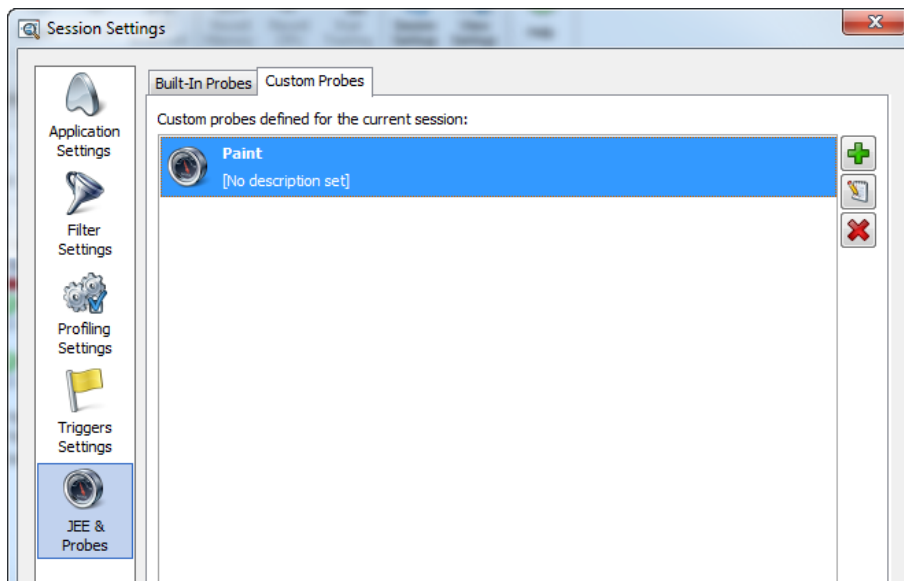 Session Settings
Application
Settings
Filter
Settings
Profiling
Settings
Triggers
Settings
JEE &
Probes
Built-In Probes
Custom Probes
Custom probes defined for the current session:
Paint
[No description set]